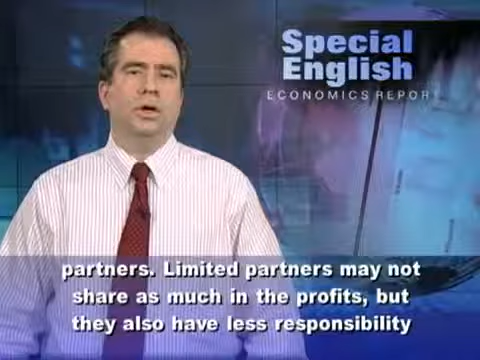 Special
English
ECONOMICS REPORT
partners. Limited partners may not
share as much in the profits, but
they also have less responsibility